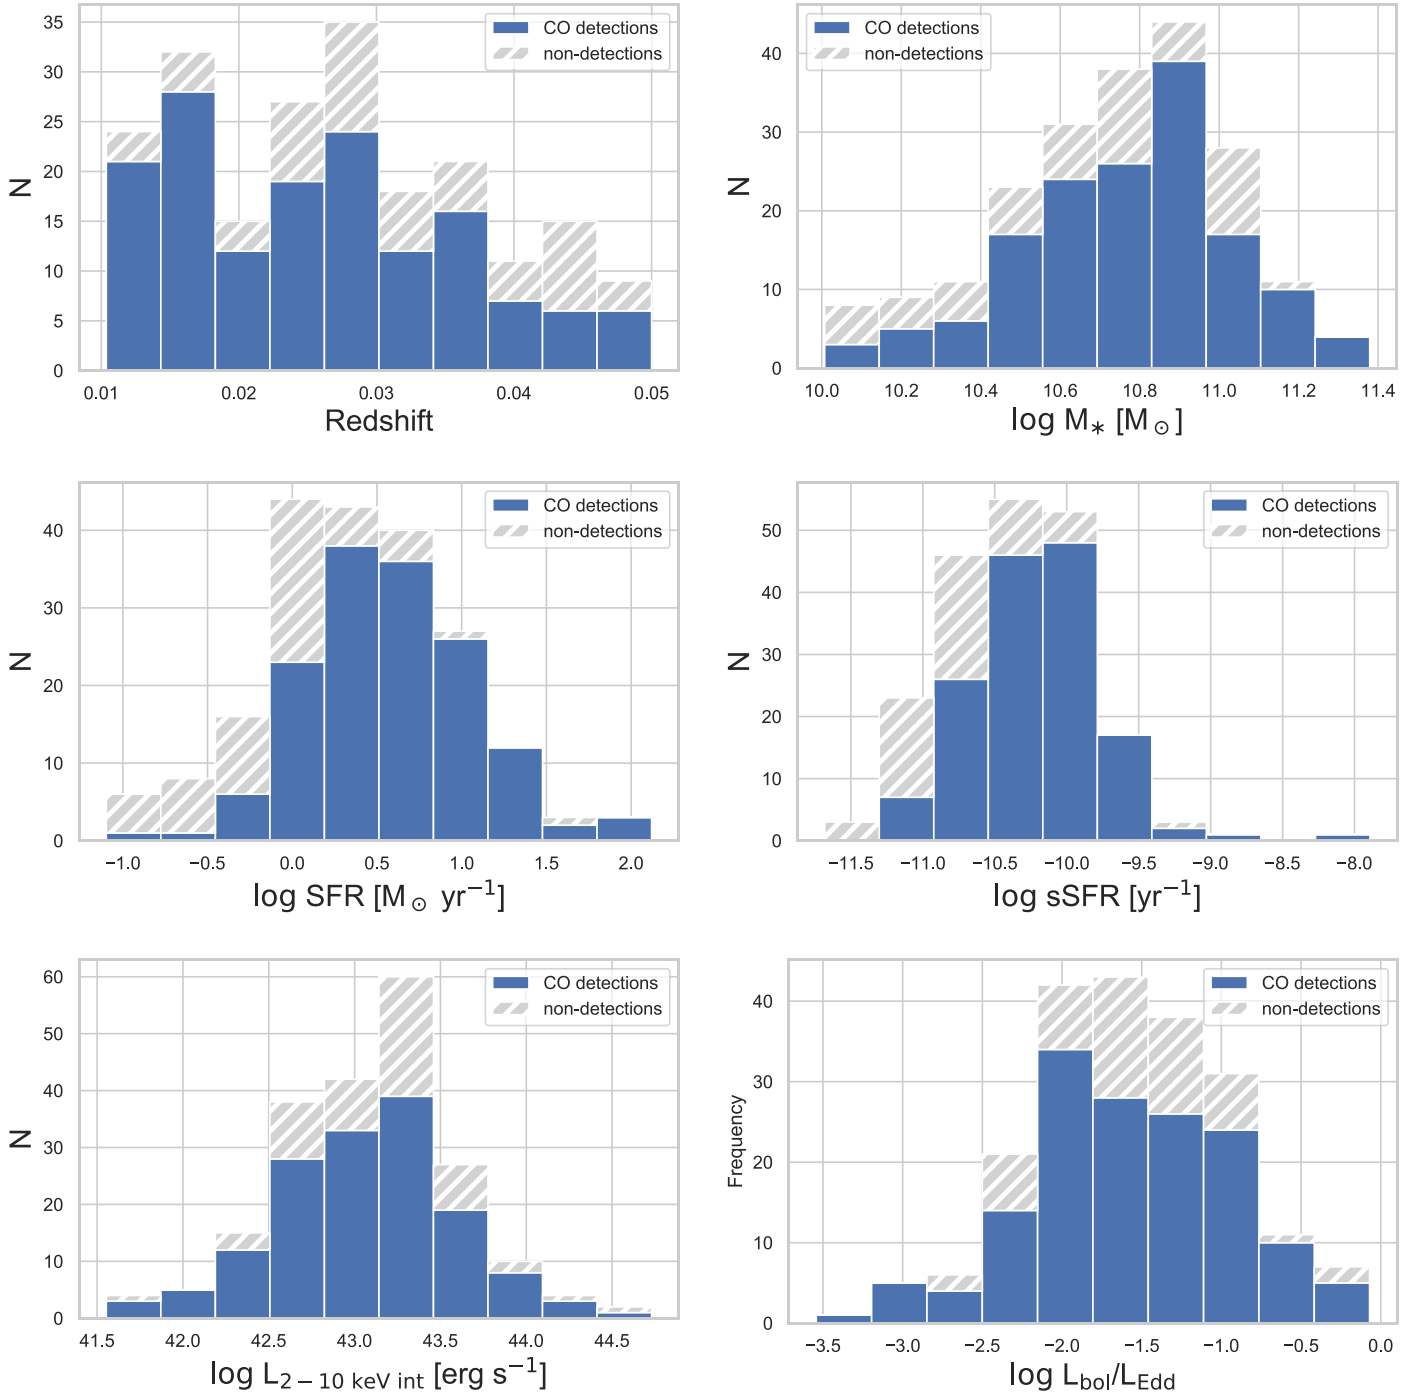 CO detections
non-detections
35
30
25
20
15
10
5
0
N
0.01 0.02 0.03 0.04 0.05
Redshift
CO detections
non-detections
40
30
20
10
0
N
10.0 10.2 10.4 10.6 10.8 11.0 11.2 11.4
log M∗ [M⊙]
CO detections
non-detections
40
30
20
10
0
N
−1.0 −0.5 0.0 0.5 1.0 1.5 2.0
log SFR [M⊙ yr⁻¹]
CO detections
non-detections
50
40
30
20
10
0
N
−11.5 −11.0 −10.5 −10.0 −9.5 −9.0 −8.5 −8.0
log sSFR [yr⁻¹]
CO detections
non-detections
60
50
40
30
20
10
0
N
41.5 42.0 42.5 43.0 43.5 44.0 44.5
log L₂₋₁₀ keV int [erg s⁻¹]
CO detections
non-detections
40
30
20
10
0
Frequency
−3.5 −3.0 −2.5 −2.0 −1.5 −1.0 −0.5 0.0
log Lbol/LEdd